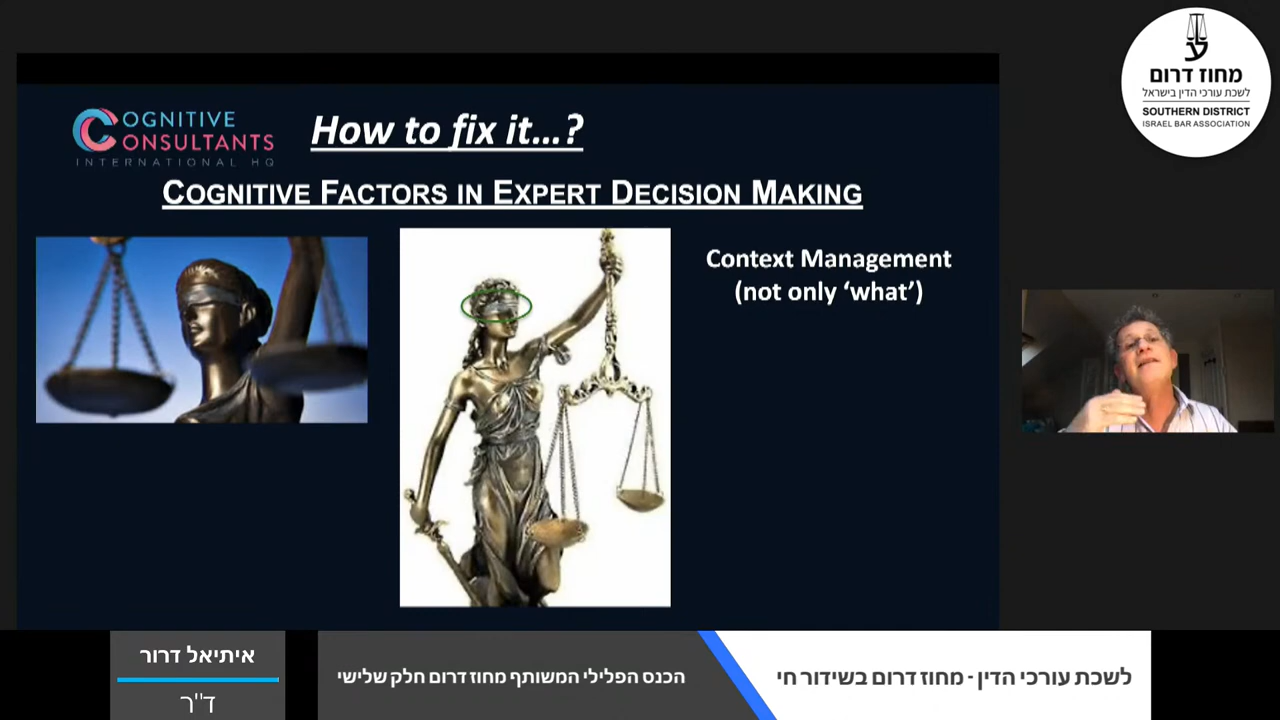 COGNITIVE
CONSULTANTS
INTERNATIONAL HQ
How to fix it...?
COGNITIVE FACTORS IN EXPERT DECISION MAKING
Context Management
(not only ‘what’)
מחוז דרום
לשכת עורכי הדין בישראל
SOUTHERN DISTRICT
ISRAEL BAR ASSOCIATION
איתיאל דרור
ד"ר
הכנס הפלילי המשותף מחוז דרום חלק שלישי
לשכת עורכי הדין - מחוז דרום בשידור חי